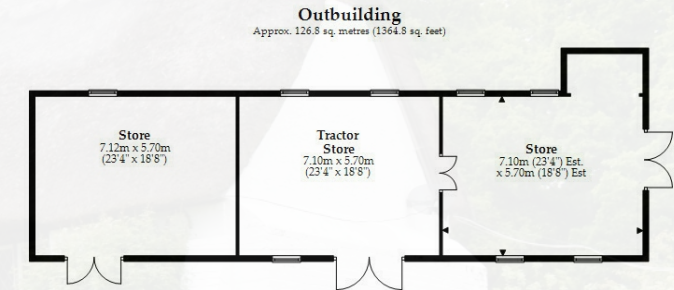 Outbuilding
Approx. 126.8 sq. metres (1364.8 sq. feet)
Store
7.12m x 5.70m
(23'4" x 18'8")
Tractor
Store
7.10m x 5.70m
(23'4" x 18'8")
Store
7.10m (23'4") Est.
x 5.70m (18'8") Est